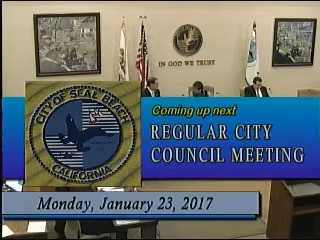 IN GOD WE TRUST
Coming up next
REGULAR CITY
COUNCIL MEETING
CITY OF SEAL BEACH
CALIFORNIA
Monday, January 23, 2017